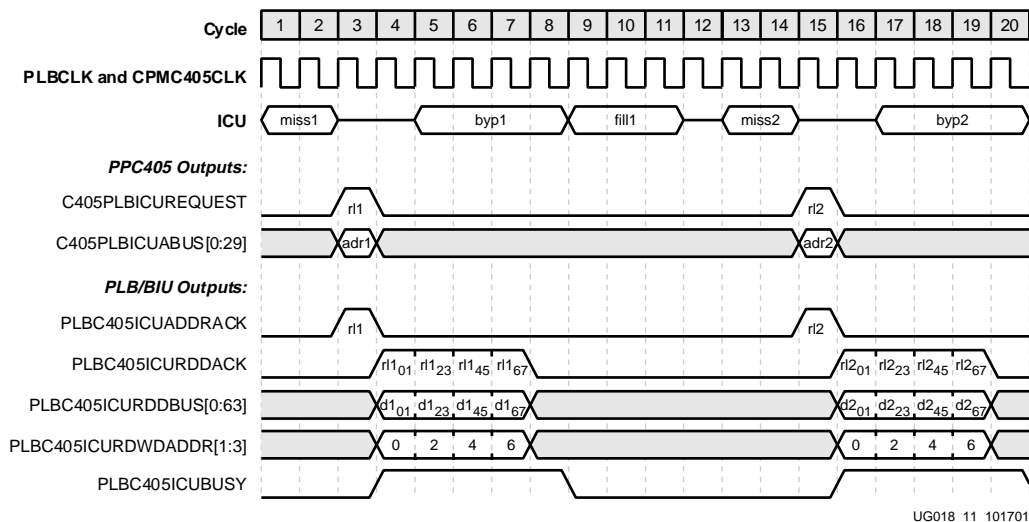 Cycle 1 2 3 4 5 6 7 8 9 10 11 12 13 14 15 16 17 18 19 20
PLBCLK and CPMC405CLK
ICU miss1 byp1 fill1 miss2 byp2
PPC405 Outputs:
C405PLBICUREQUEST rl1 rl2
C405PLBICUABUS[0:29] adr1 adr2
PLB/BIU Outputs:
PLBC405ICUADDRACK rl1 rl2
PLBC405ICURDDACK rl1₀₁ rl1₂₃ rl1₄₅ rl1₆₇ rl2₀₁ rl2₂₃ rl2₄₅ rl2₆₇
PLBC405ICURDDBUS[0:63] d1₀₁ d1₂₃ d1₄₅ d1₆₇ d2₀₁ d2₂₃ d2₄₅ d2₆₇
PLBC405ICURDWDADDR[1:3] 0 2 4 6 0 2 4 6
PLBC405ICUBUSY
UG018_11_101701